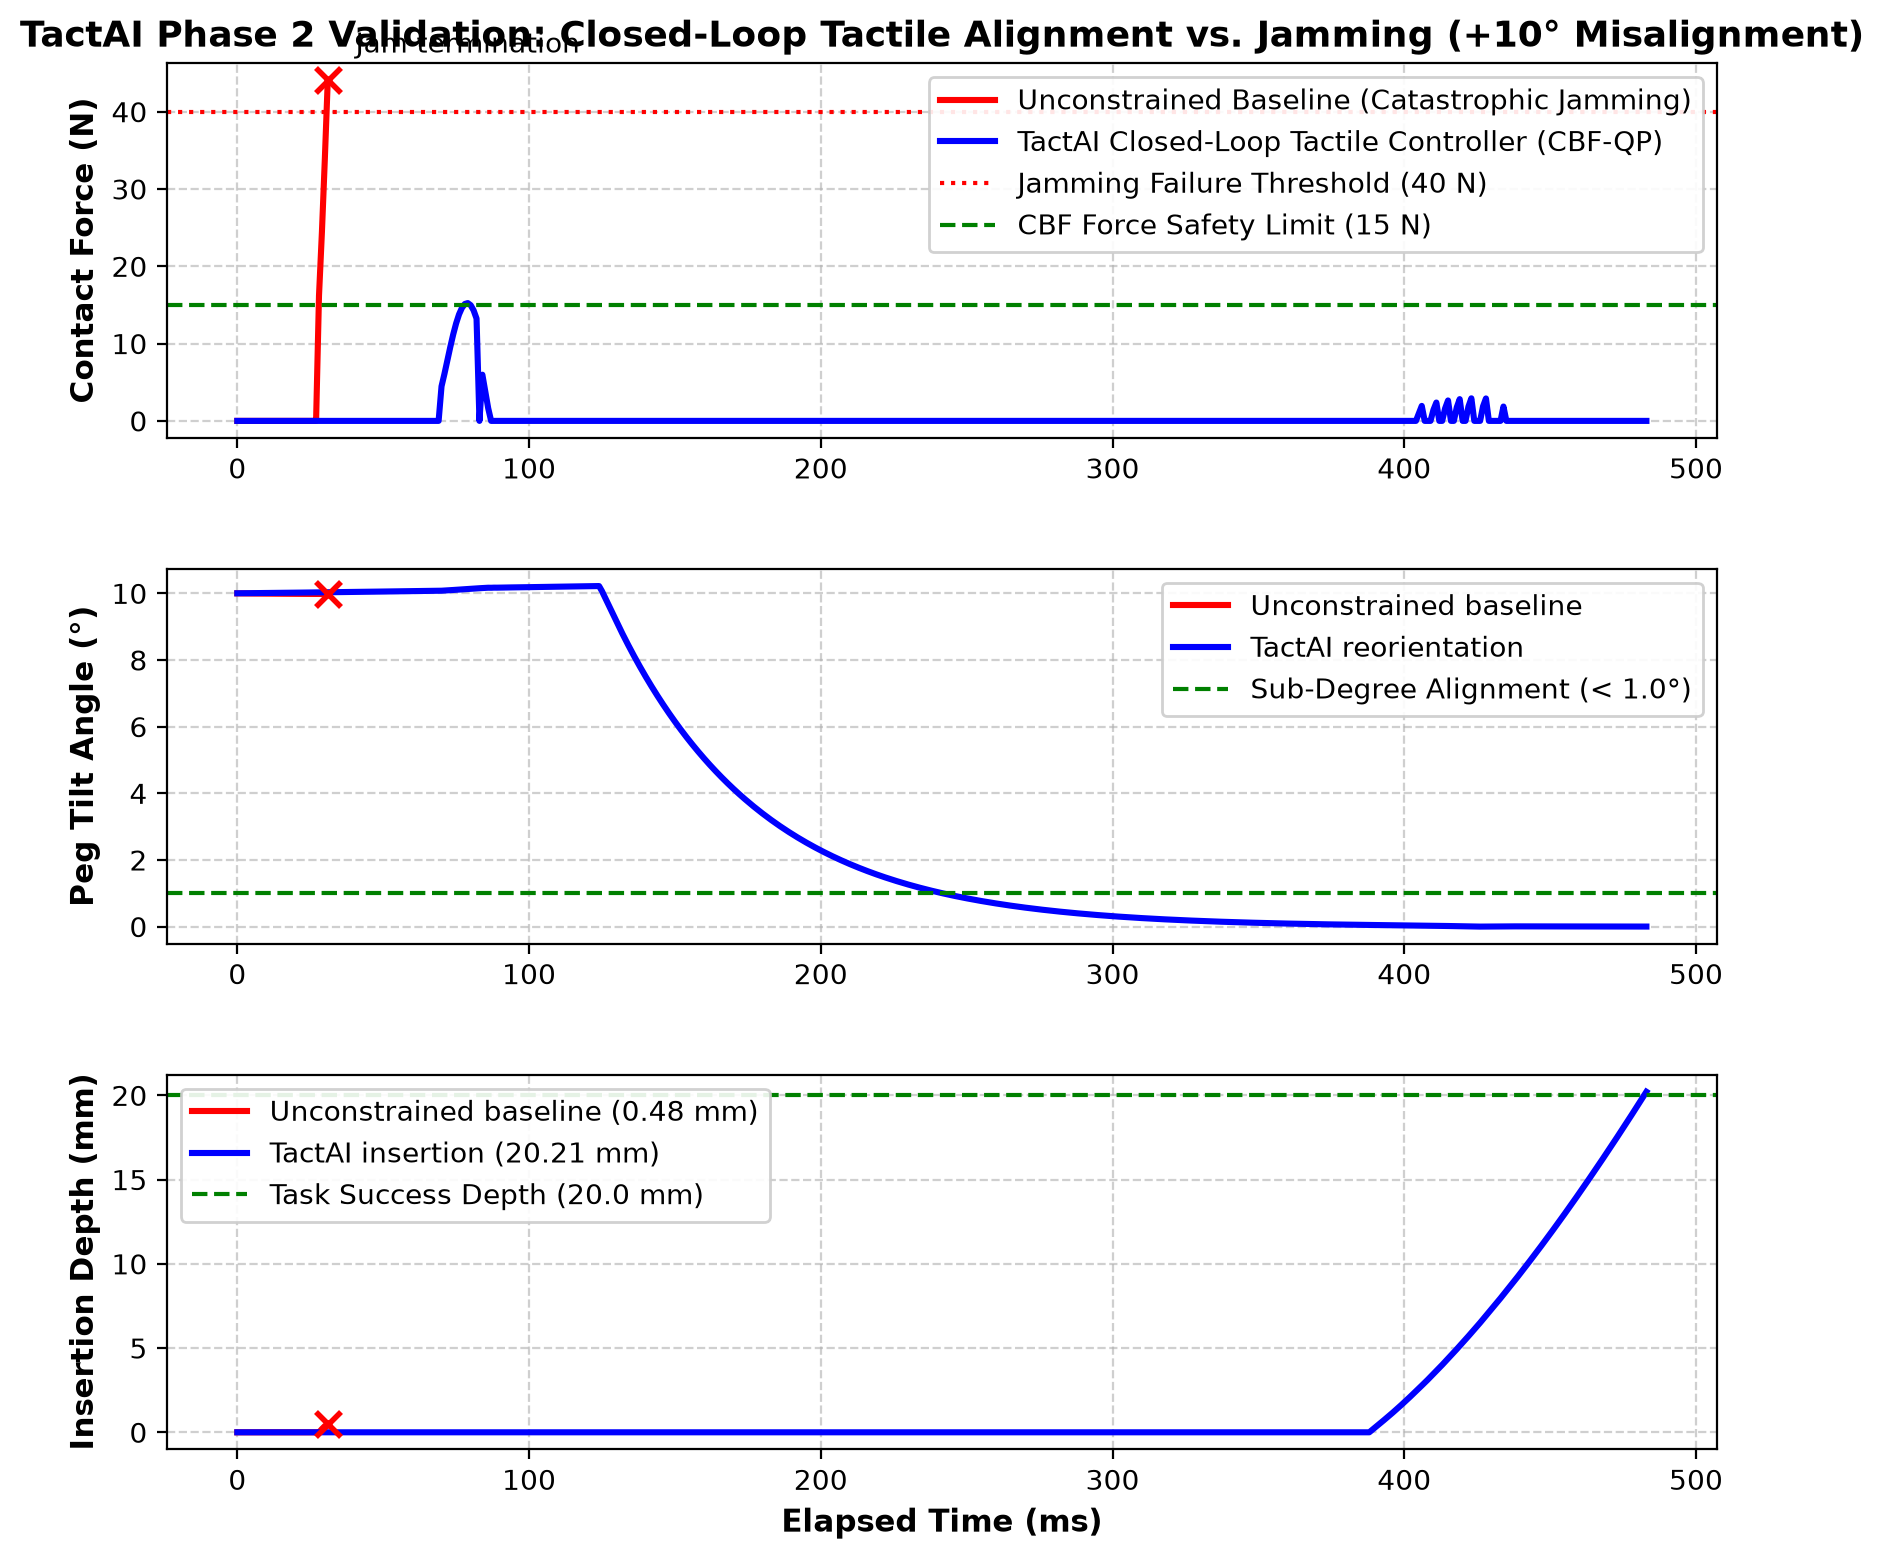 TactAI Phase 2 Validation: Closed-Loop Tactile Alignment vs. Jamming (+10° Misalignment)
Jam termination
Contact Force (N)
40
30
20
10
0
Unconstrained Baseline (Catastrophic Jamming)
TactAI Closed-Loop Tactile Controller (CBF-QP)
Jamming Failure Threshold (40 N)
CBF Force Safety Limit (15 N)
0 100 200 300 400 500
Peg Tilt Angle (°)
10
8
6
4
2
0
Unconstrained baseline
TactAI reorientation
Sub-Degree Alignment (< 1.0°)
0 100 200 300 400 500
Insertion Depth (mm)
20
15
10
5
0
Unconstrained baseline (0.48 mm)
TactAI insertion (20.21 mm)
Task Success Depth (20.0 mm)
0 100 200 300 400 500
Elapsed Time (ms)